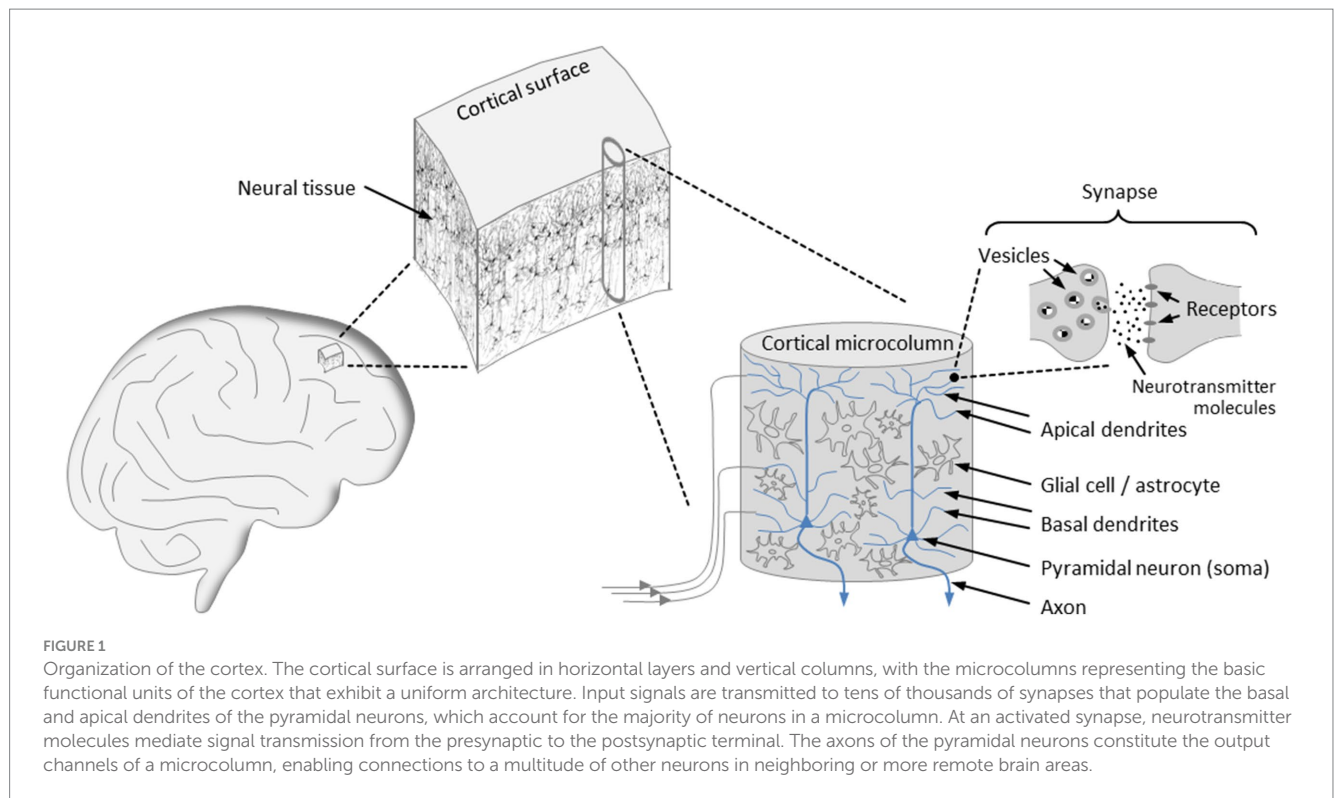 Cortical surface
Neural tissue
Synapse
Vesicles
Receptors
Neurotransmitter
molecules
Cortical microcolumn
Apical dendrites
Glial cell / astrocyte
Basal dendrites
Pyramidal neuron (soma)
Axon
FIGURE 1
Organization of the cortex. The cortical surface is arranged in horizontal layers and vertical columns, with the microcolumns representing the basic
functional units of the cortex that exhibit a uniform architecture. Input signals are transmitted to tens of thousands of synapses that populate the basal
and apical dendrites of the pyramidal neurons, which account for the majority of neurons in a microcolumn. At an activated synapse, neurotransmitter
molecules mediate signal transmission from the presynaptic to the postsynaptic terminal. The axons of the pyramidal neurons constitute the output
channels of a microcolumn, enabling connections to a multitude of other neurons in neighboring or more remote brain areas.